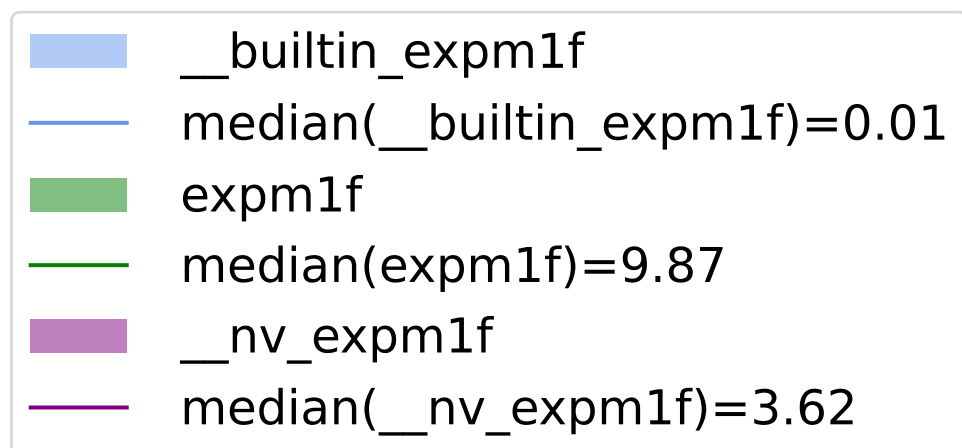 __builtin_expm1f
median(__builtin_expm1f)=0.01
expm1f
median(expm1f)=9.87
__nv_expm1f
median(__nv_expm1f)=3.62